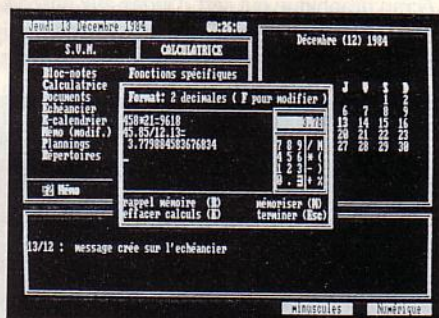 Jeudi 13 Décembre 1984
00:26:08
S.V.M.
CALCULATRICE
Bloc-notes
Calculatrice
Documents
Echéancier
E-calendrier
Mémo (modif.)
Plannings
Répertoires
Mémo
Fonctions spécifiques
Format: 2 decimales ( F pour modifier )
458*21=9618
45.85/12.13=
3.779884583676834
3.78
7 8 9 / M
4 5 6 * (
1 2 3 - )
0 . = + %
rappel mémoire (R)
mémoriser (M)
effacer calculs (E)
terminer (Esc)
Décembre (12) 1984
J V S D
1 2
6 7 8 9
13 14 15 16
20 21 22 23
27 28 29 30
13/12 : message crée sur l'echéancier
minuscules
Numérique